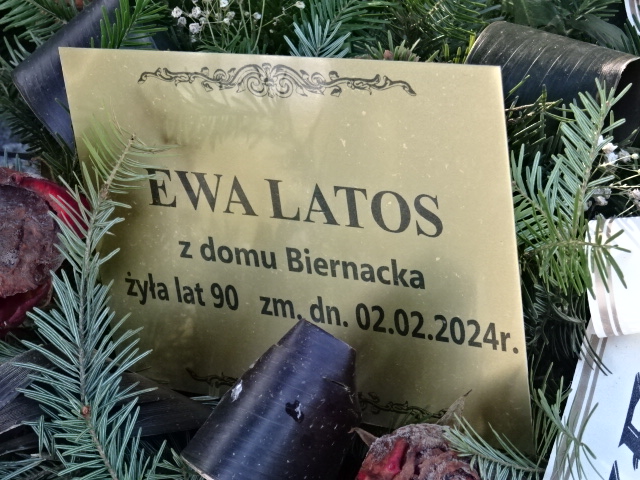 EWA LATOS
z domu Biernacka
żyła lat 90 zm. dn. 02.02.2024r.